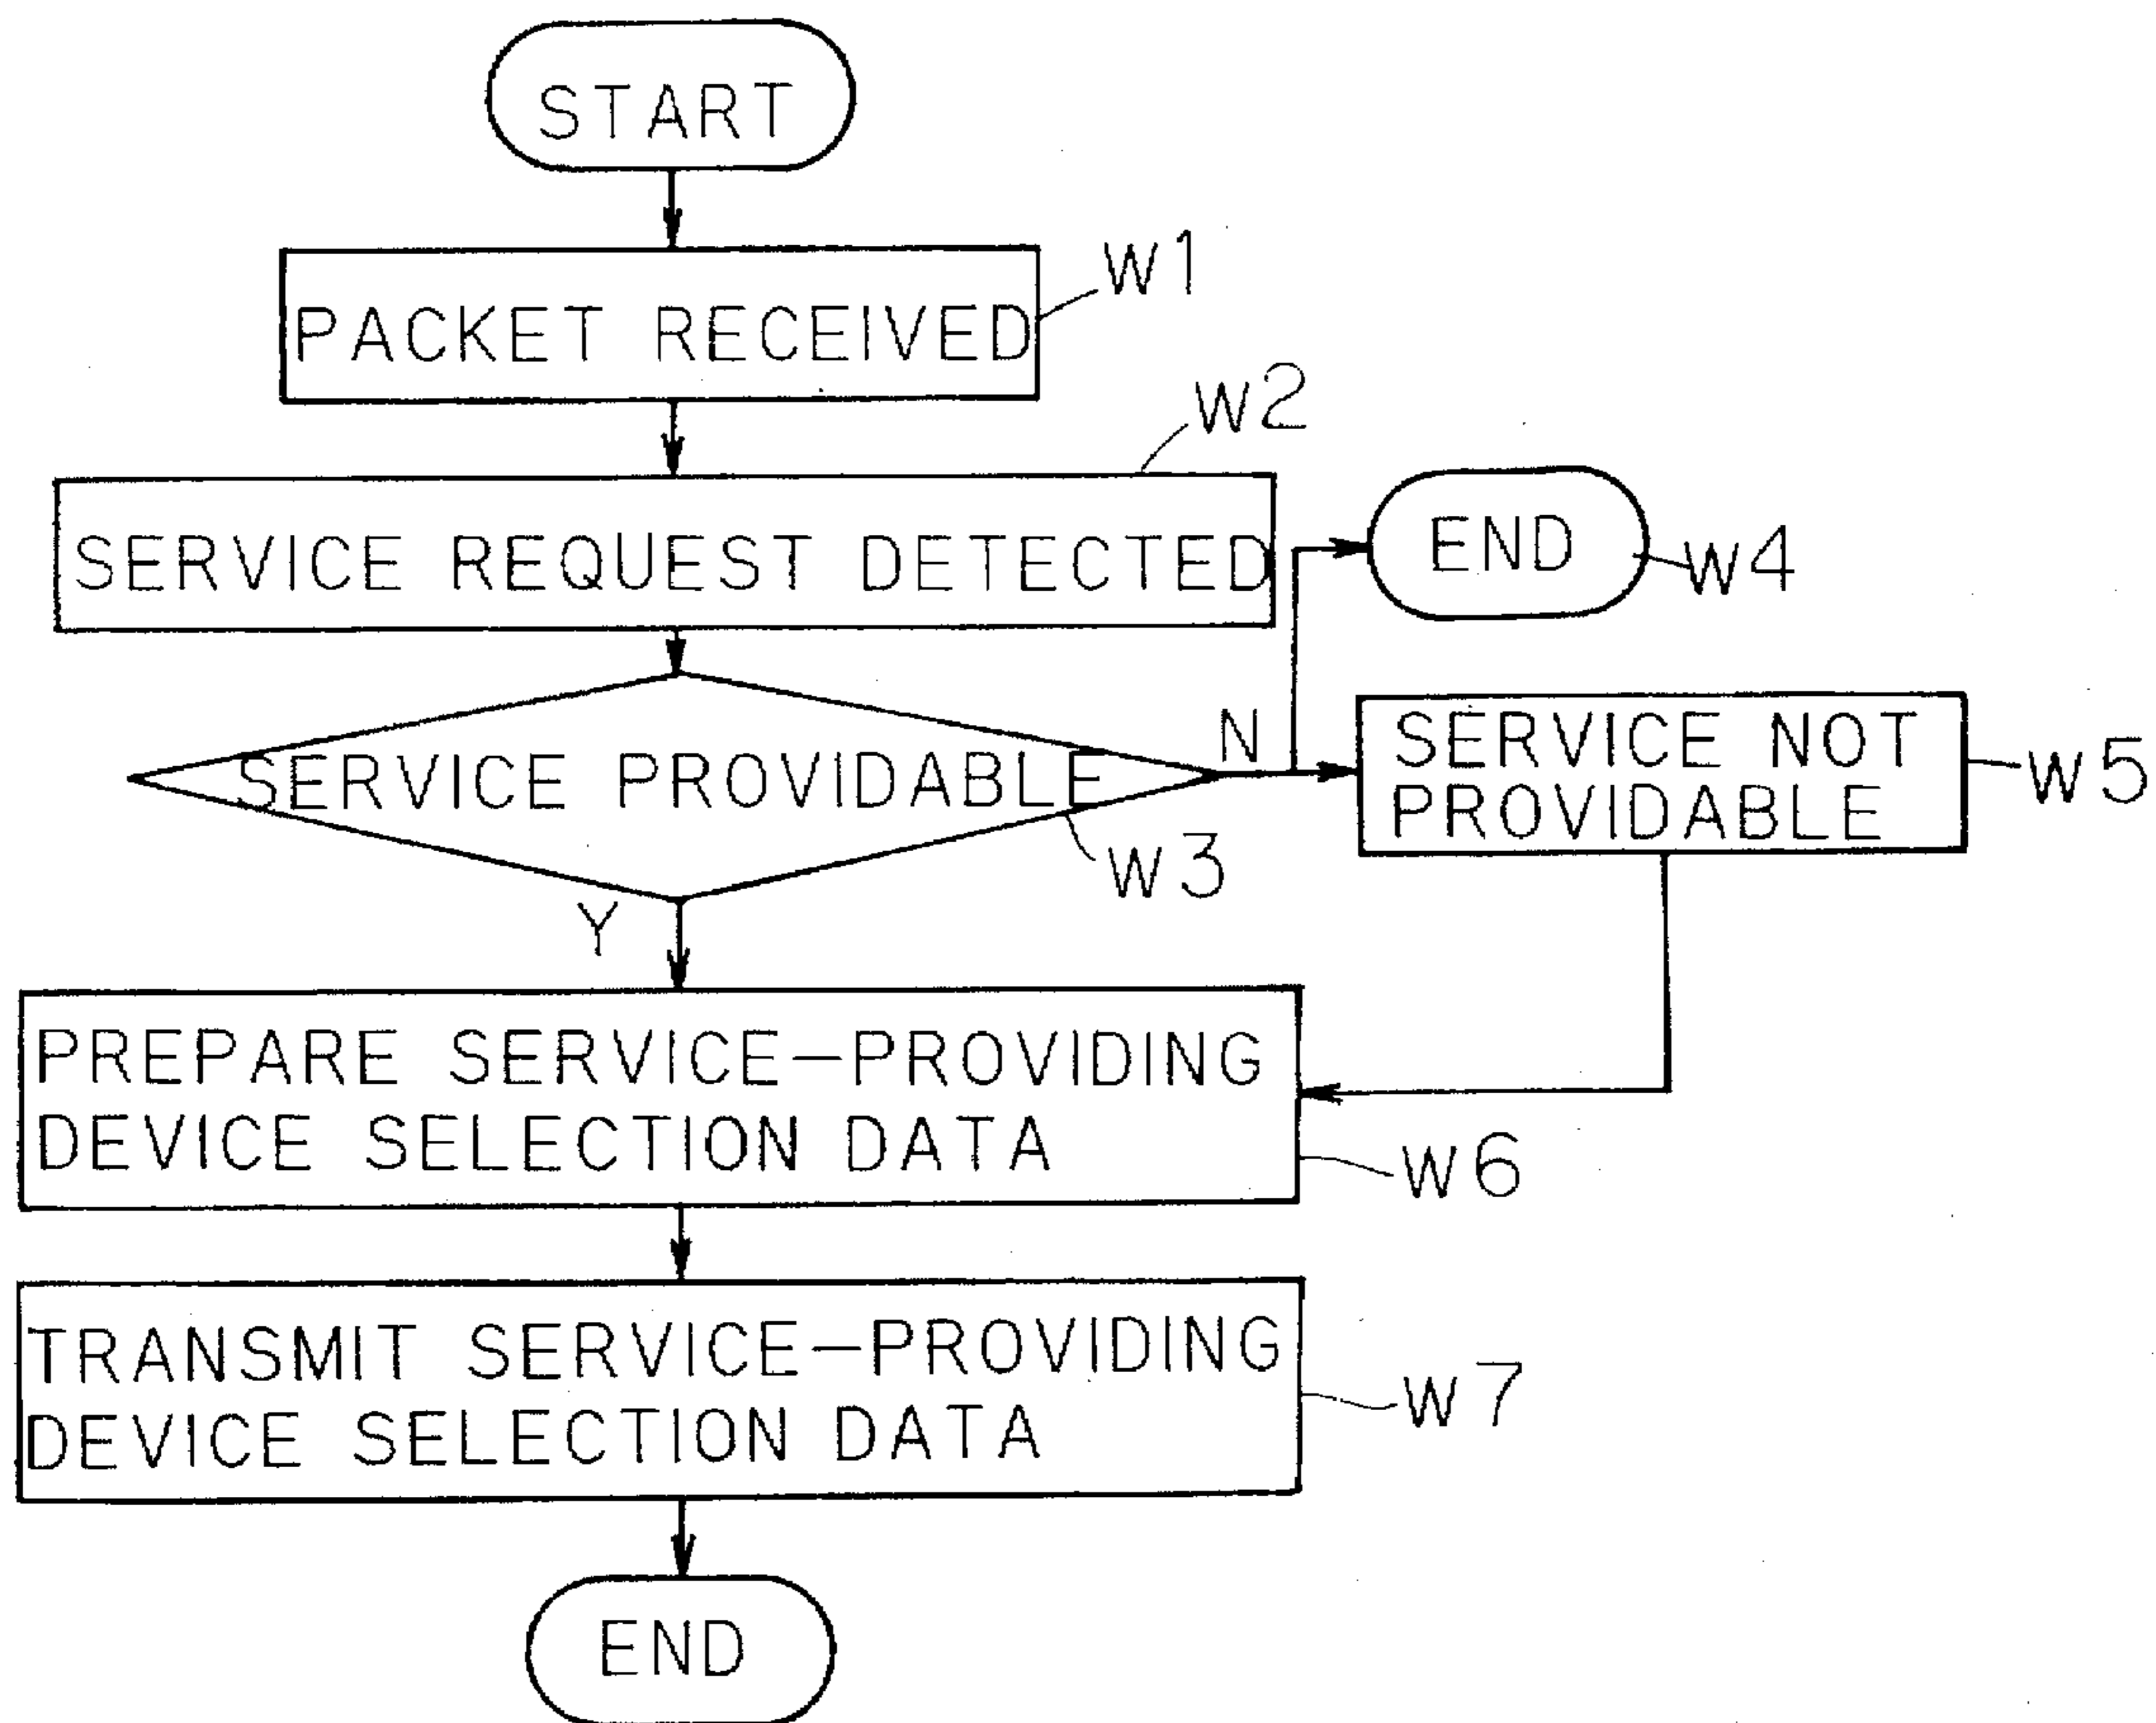 START
PACKET RECEIVED
W1
W2
SERVICE REQUEST DETECTED
END
W4
SERVICE PROVIDABLE
N
W3
SERVICE NOT
PROVIDABLE
W5
Y
PREPARE SERVICE-PROVIDING
DEVICE SELECTION DATA
W6
TRANSMIT SERVICE-PROVIDING
DEVICE SELECTION DATA
W7
END